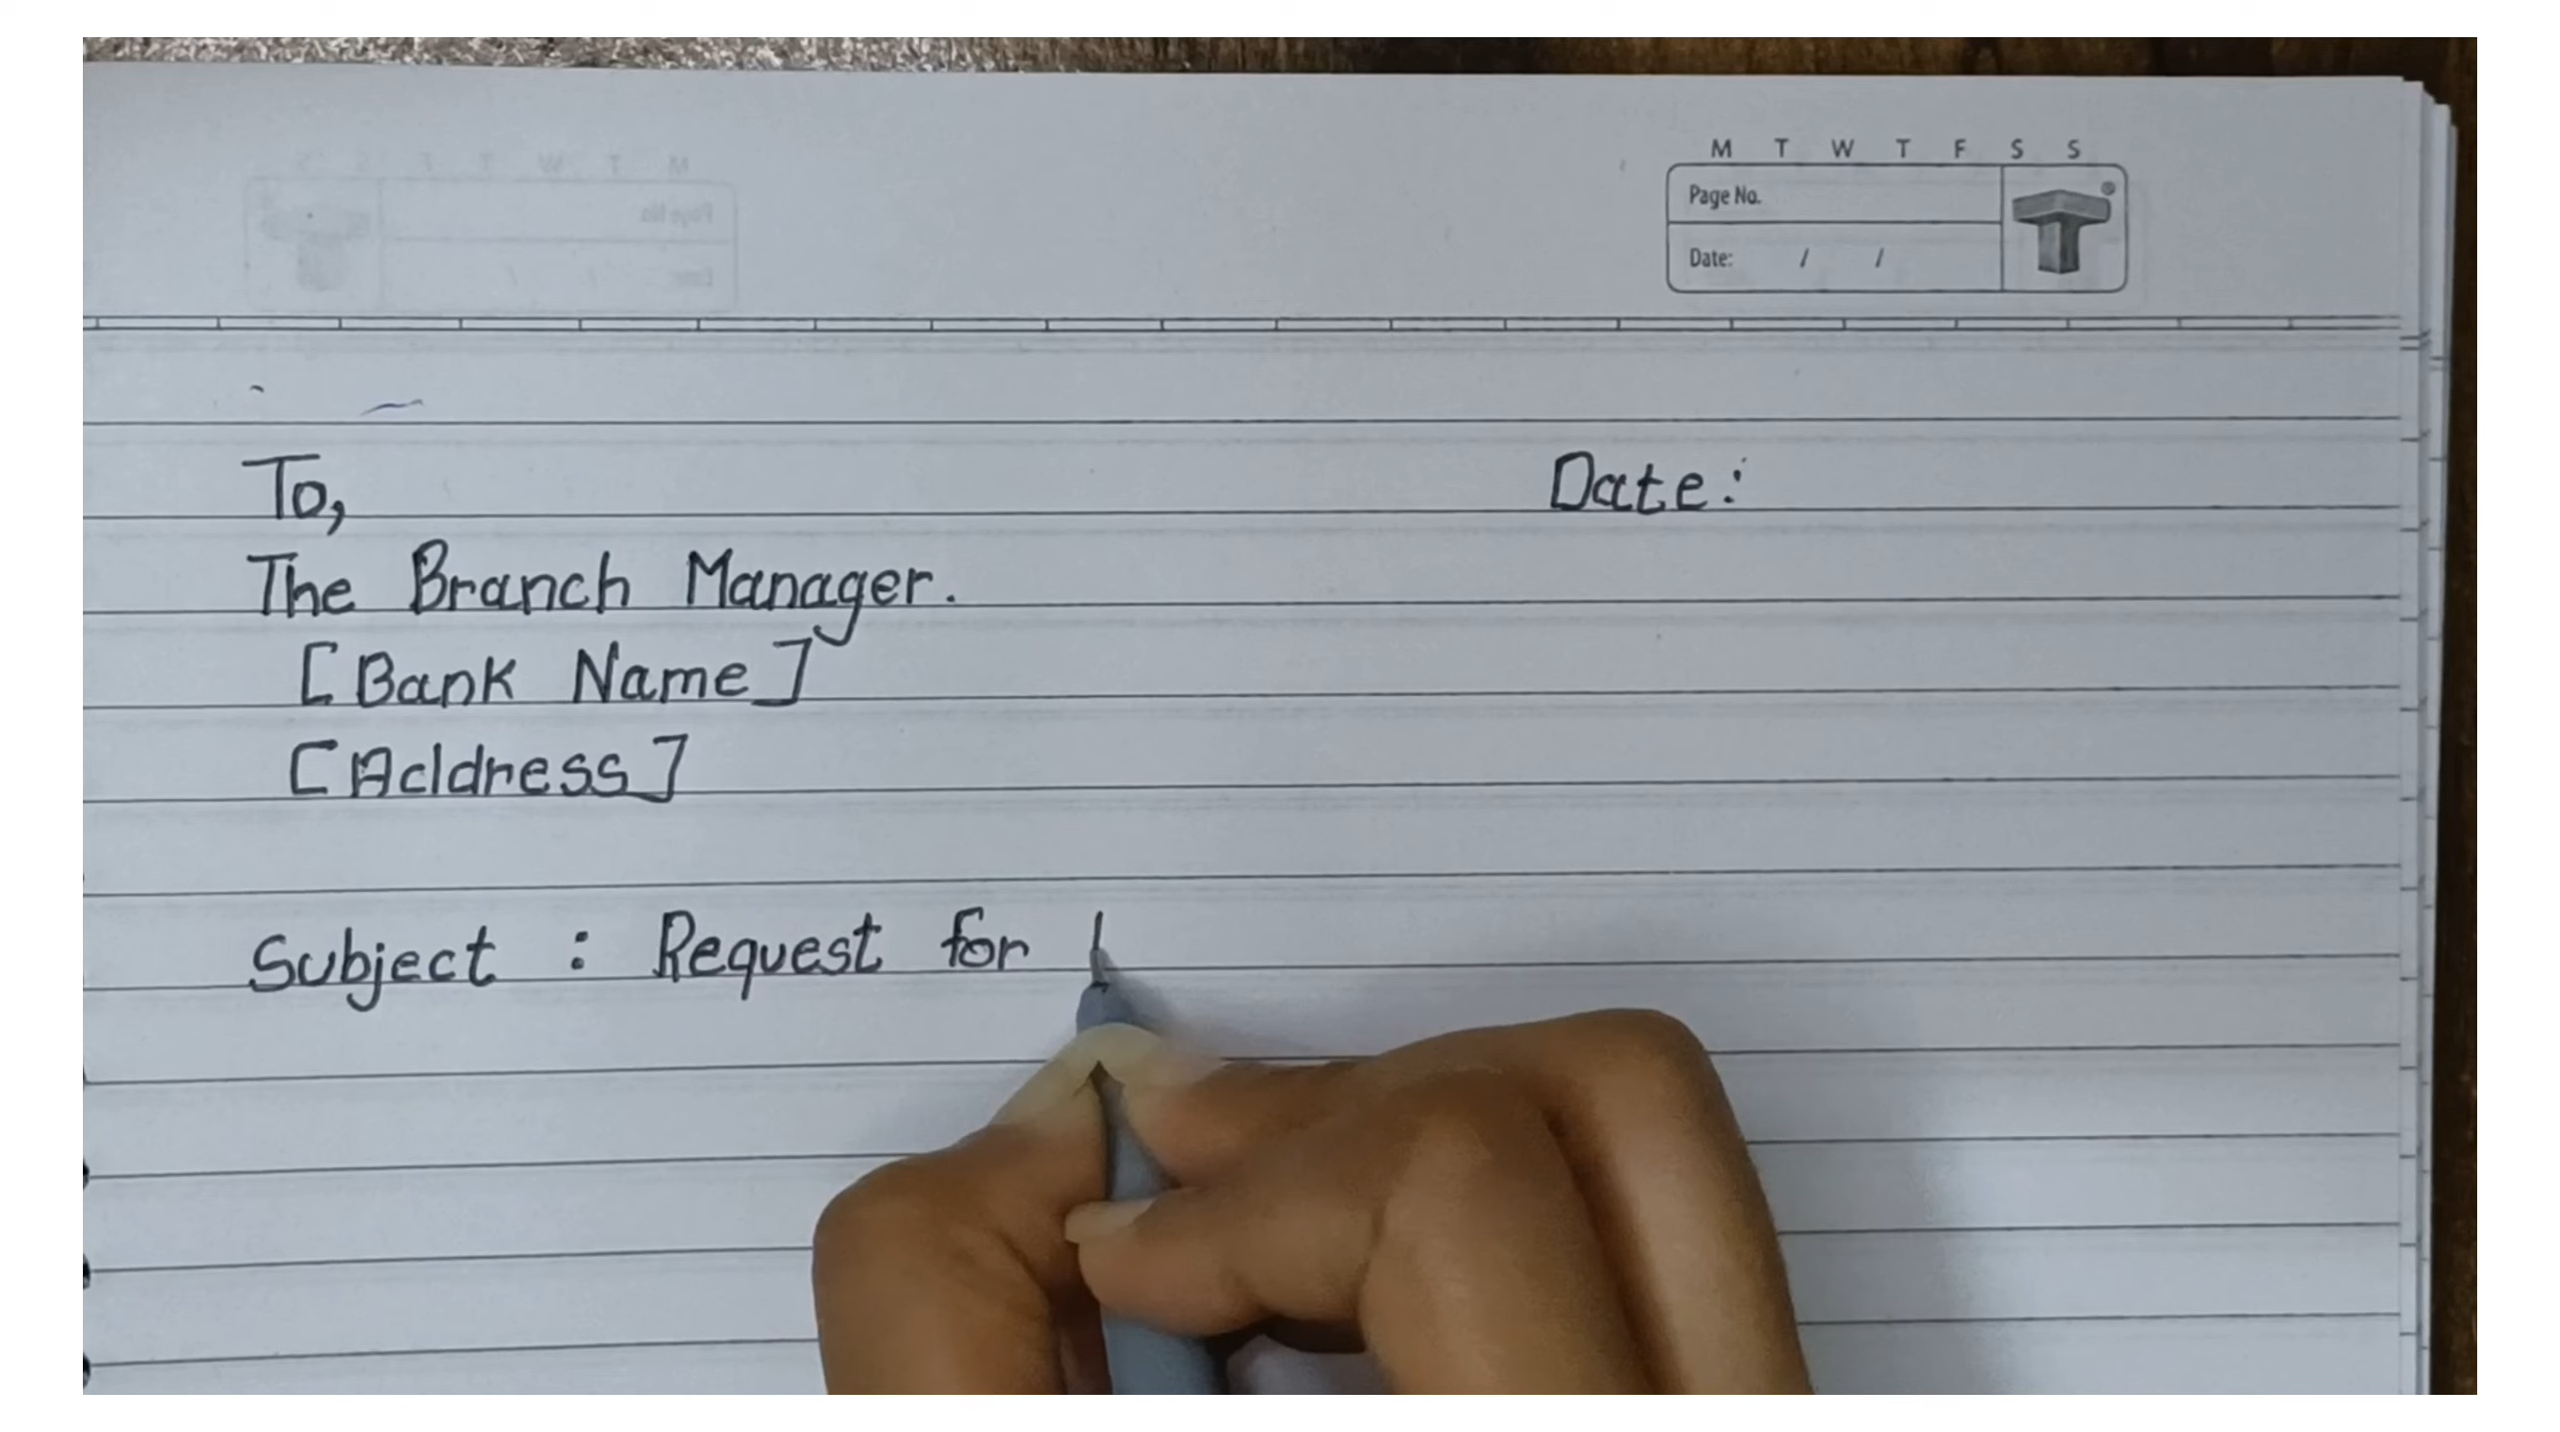 M T W T F S S
Page No.
Date: / /
To, Date:
The Branch Manager.
[Bank Name]
[Address]
Subject : Request for